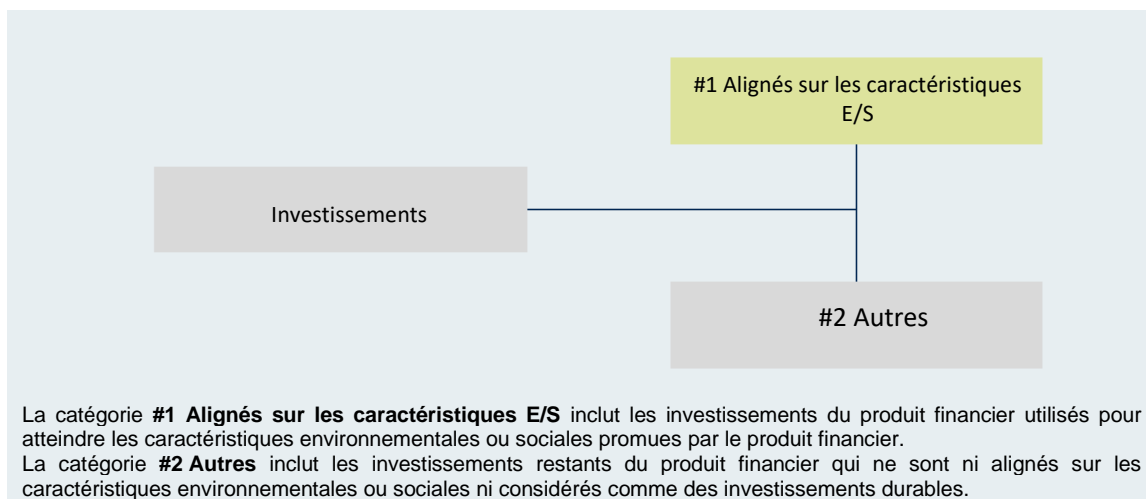 #1 Alignés sur les caractéristiques
E/S
Investissements
#2 Autres
La catégorie #1 Alignés sur les caractéristiques E/S inclut les investissements du produit financier utilisés pour
atteindre les caractéristiques environnementales ou sociales promues par le produit financier.
La catégorie #2 Autres inclut les investissements restants du produit financier qui ne sont ni alignés sur les
caractéristiques environnementales ou sociales ni considérés comme des investissements durables.